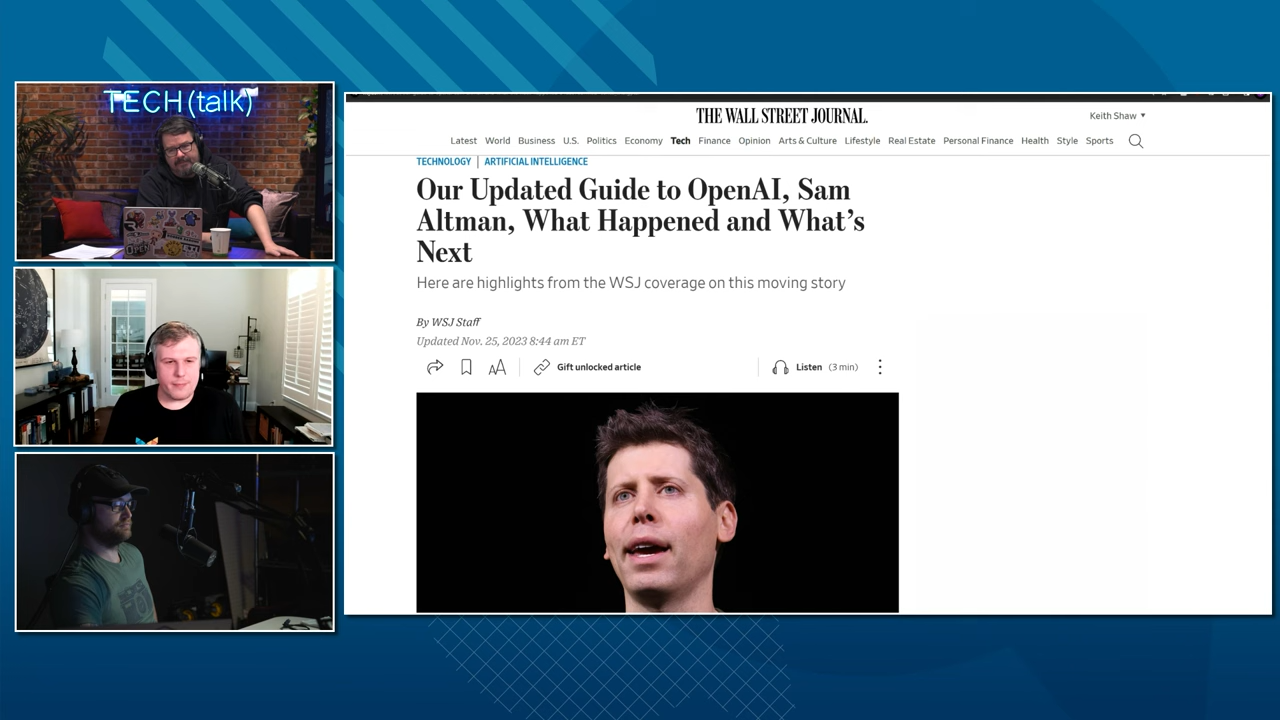 TECH(talk)
OPEN
THE WALL STREET JOURNAL.
Keith Shaw
Latest World Business U.S. Politics Economy Tech Finance Opinion Arts & Culture Lifestyle Real Estate Personal Finance Health Style Sports
TECHNOLOGY | ARTIFICIAL INTELLIGENCE
Our Updated Guide to OpenAI, Sam
Altman, What Happened and What’s
Next
Here are highlights from the WSJ coverage on this moving story
By WSJ Staff
Updated Nov. 25, 2023 8:44 am ET
AA Gift unlocked article Listen (3 min)